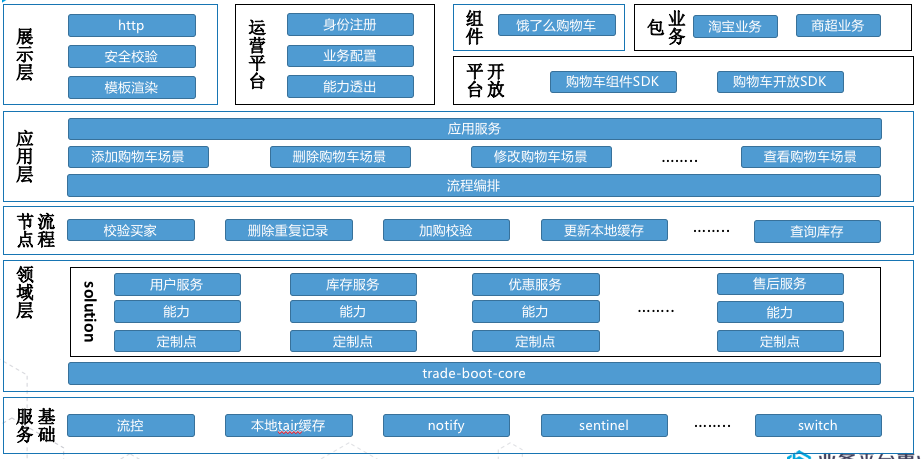 展示层
http
安全校验
模板渲染
运营平台
身份注册
业务配置
能力透出
组件
饿了么购物车
业务包
淘宝业务
商超业务
开放平台
购物车组件SDK
购物车开放SDK
应用层
应用服务
添加购物车场景
删除购物车场景
修改购物车场景
........
查看购物车场景
流程编排
流程节点
校验买家
删除重复记录
加购校验
更新本地缓存
........
查询库存
领域层
solution
用户服务
库存服务
优惠服务
售后服务
能力
能力
能力
........
能力
定制点
定制点
定制点
定制点
trade-boot-core
基础服务
流控
本地tair缓存
notify
sentinel
........
switch